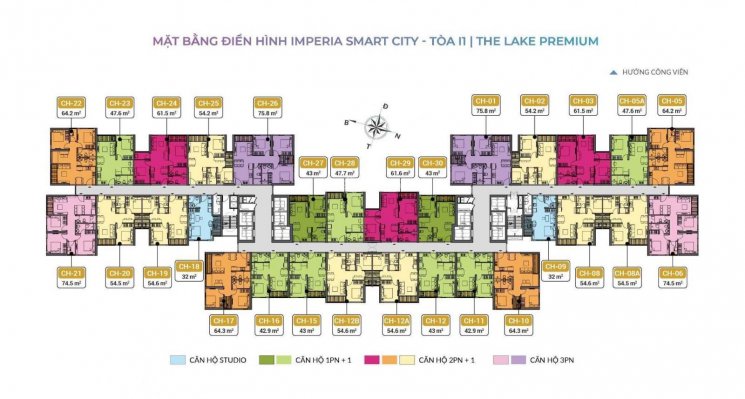 MẶT BẰNG ĐIỂN HÌNH IMPERIA SMART CITY - TÒA I1 | THE LAKE PREMIUM
HƯỚNG CÔNG VIÊN
CH-22
64.2 m²
CH-23
47.6 m²
CH-24
61.5 m²
CH-25
54.2 m²
CH-26
75.8 m²
Đ
B
N
T
CH-01
75.8 m²
CH-02
54.2 m²
CH-03
61.5 m²
CH-05A
47.6 m²
CH-05
64.2 m²
CH-27
43 m²
CH-28
47.7 m²
CH-29
61.6 m²
CH-30
43 m²
CH-21
74.5 m²
CH-20
54.5 m²
CH-19
54.6 m²
CH-18
32 m²
CH-09
32 m²
CH-08
54.6 m²
CH-08A
54.5 m²
CH-06
74.5 m²
CH-17
64.3 m²
CH-16
42.9 m²
CH-15
43 m²
CH-12B
54.6 m²
CH-12A
54.6 m²
CH-12
43 m²
CH-11
42.9 m²
CH-10
64.3 m²
CĂN HỘ STUDIO
CĂN HỘ 1PN + 1
CĂN HỘ 2PN + 1
CĂN HỘ 3PN